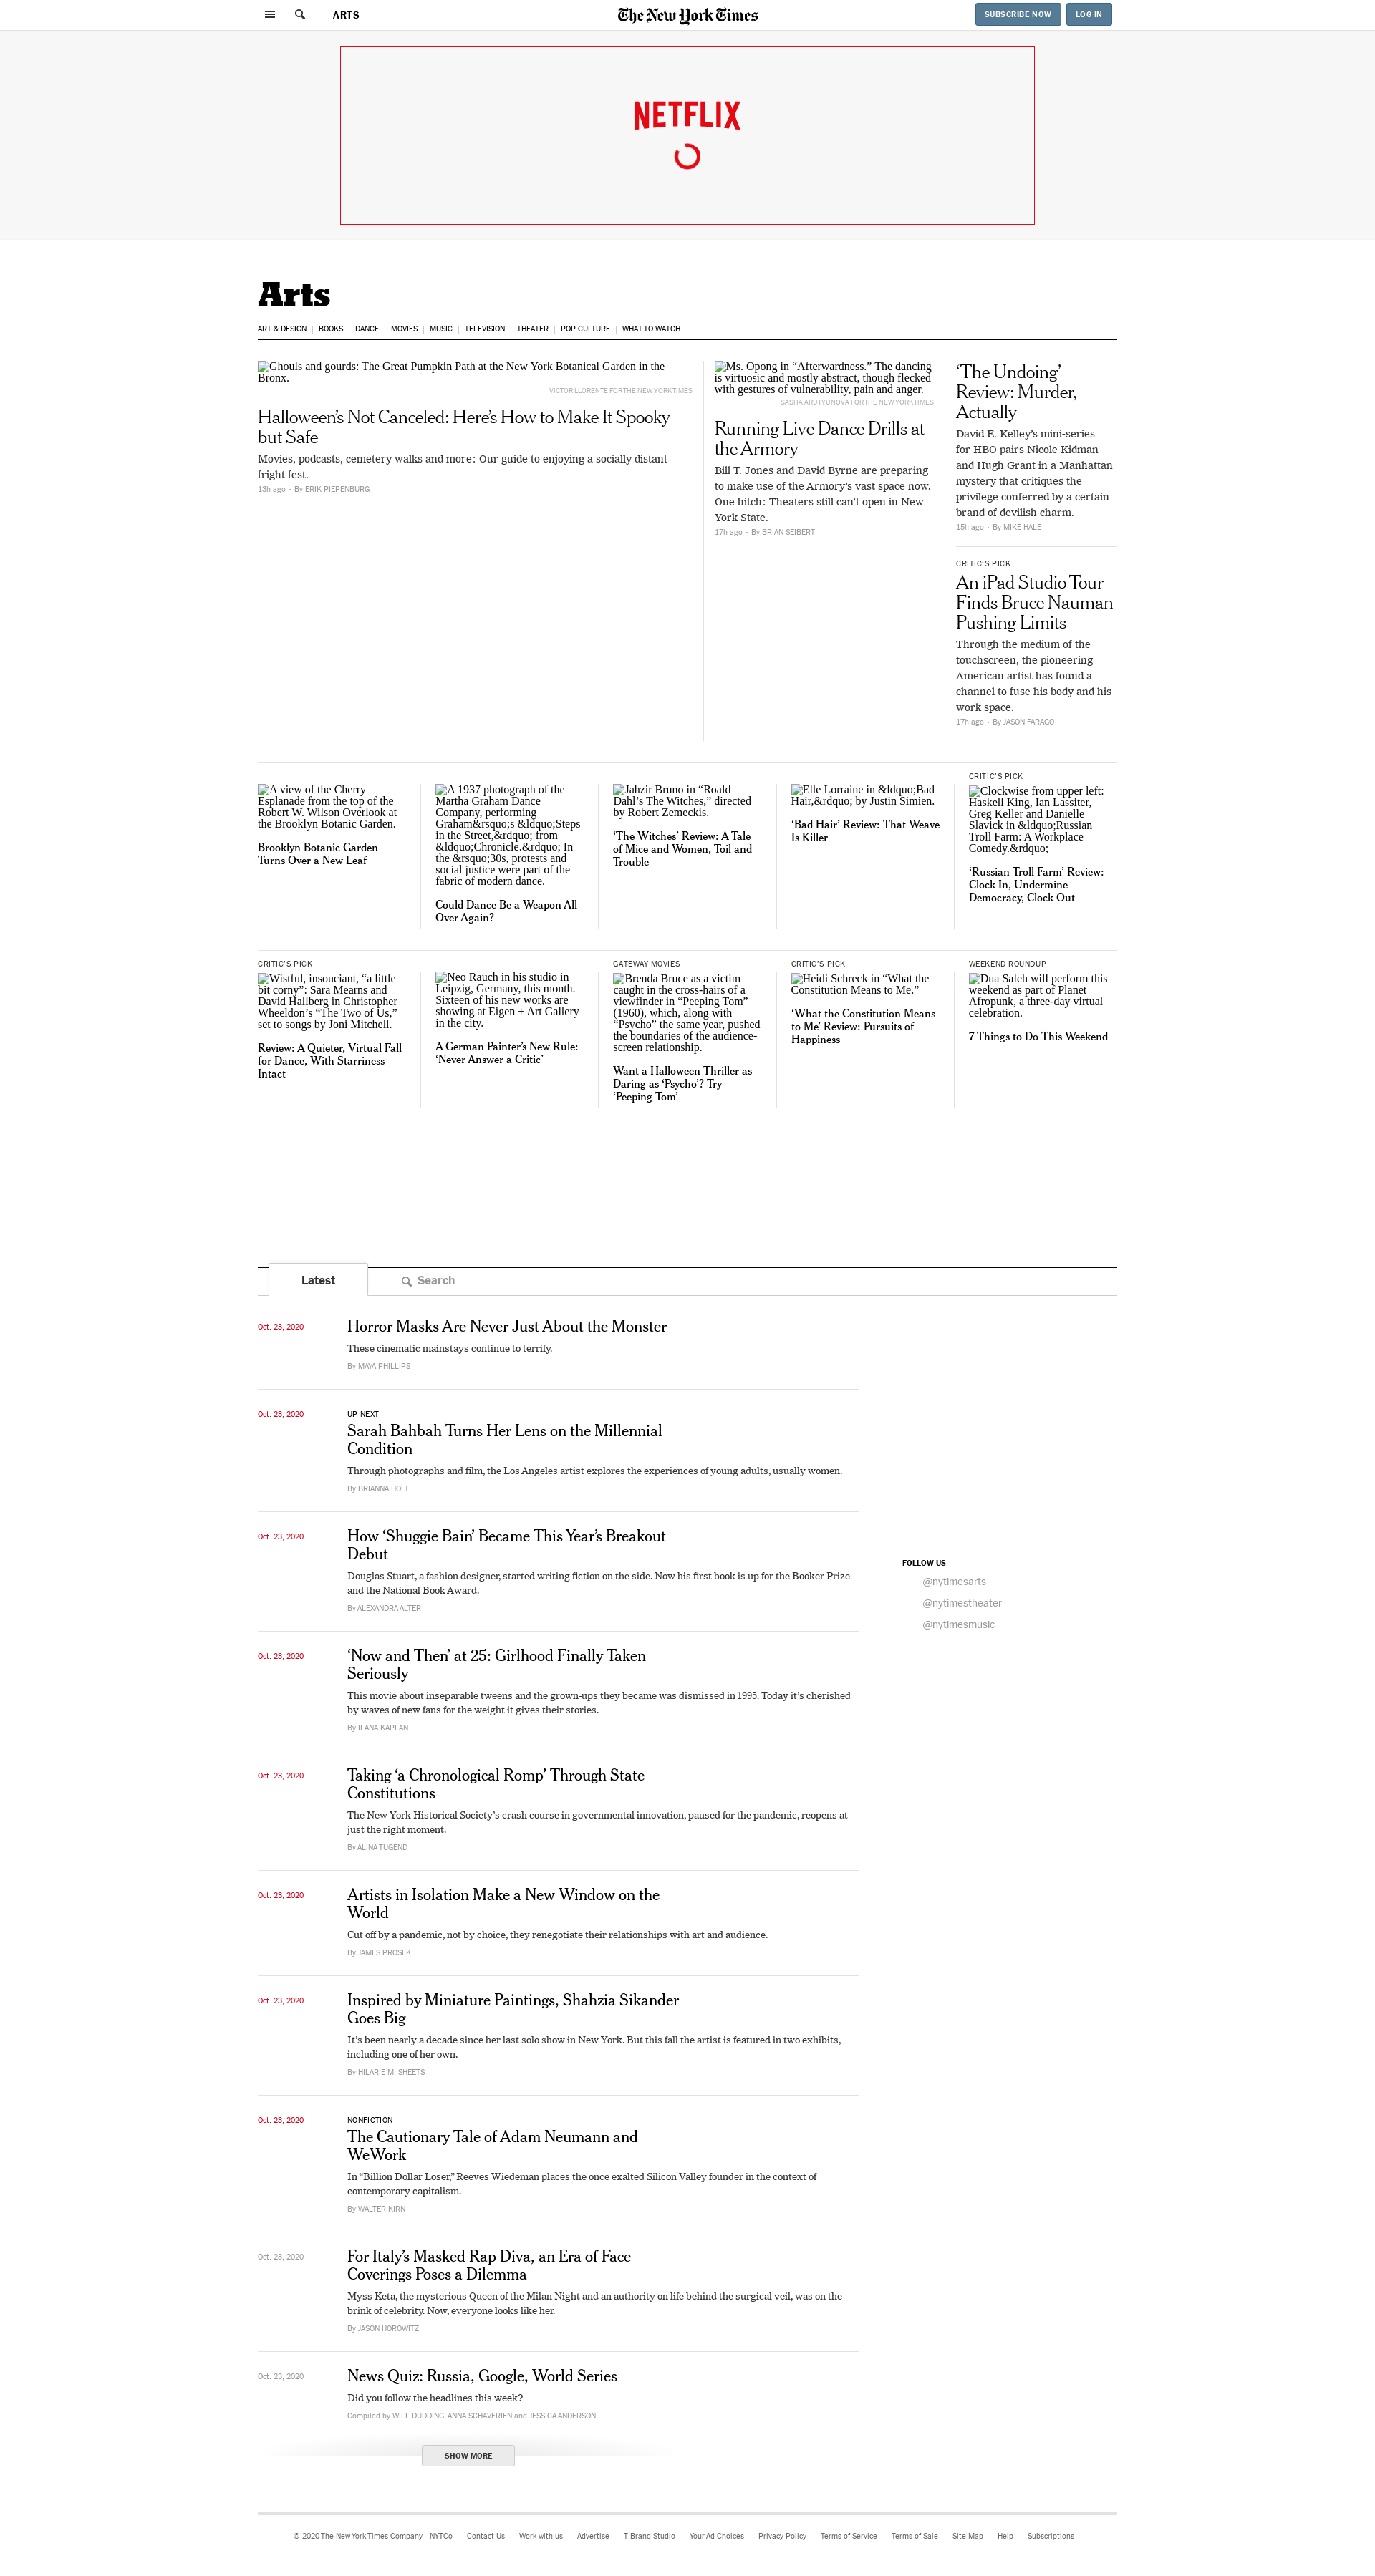 ARTS
The New York Times
SUBSCRIBE NOW
LOG IN
NETFLIX
Arts
ART & DESIGN
BOOKS
DANCE
MOVIES
MUSIC
TELEVISION
THEATER
POP CULTURE
WHAT TO WATCH
Ghouls and gourds: The Great Pumpkin Path at the New York Botanical Garden in the
Bronx.
VICTOR LLORENTE FOR THE NEW YORK TIMES
Halloween’s Not Canceled: Here’s How to Make It Spooky
but Safe
Movies, podcasts, cemetery walks and more: Our guide to enjoying a socially distant
fright fest.
13h ago • By ERIK PIEPENBURG
Ms. Opong in “Afterwardness.” The dancing
is virtuosic and mostly abstract, though flecked
with gestures of vulnerability, pain and anger.
SASHA ARUTYUNOVA FOR THE NEW YORK TIMES
Running Live Dance Drills at
the Armory
Bill T. Jones and David Byrne are preparing
to make use of the Armory’s vast space now.
One hitch: Theaters still can’t open in New
York State.
17h ago • By BRIAN SEIBERT
‘The Undoing’
Review: Murder,
Actually
David E. Kelley’s mini-series
for HBO pairs Nicole Kidman
and Hugh Grant in a Manhattan
mystery that critiques the
privilege conferred by a certain
brand of devilish charm.
15h ago • By MIKE HALE
CRITIC’S PICK
An iPad Studio Tour
Finds Bruce Nauman
Pushing Limits
Through the medium of the
touchscreen, the pioneering
American artist has found a
channel to fuse his body and his
work space.
17h ago • By JASON FARAGO
A view of the Cherry
Esplanade from the top of the
Robert W. Wilson Overlook at
the Brooklyn Botanic Garden.
Brooklyn Botanic Garden
Turns Over a New Leaf
A 1937 photograph of the
Martha Graham Dance
Company, performing
Graham&rsquo;s &ldquo;Steps
in the Street,&rdquo; from
&ldquo;Chronicle.&rdquo; In
the &rsquo;30s, protests and
social justice were part of the
fabric of modern dance.
Could Dance Be a Weapon All
Over Again?
Jahzir Bruno in “Roald
Dahl’s The Witches,” directed
by Robert Zemeckis.
‘The Witches’ Review: A Tale
of Mice and Women, Toil and
Trouble
Elle Lorraine in &ldquo;Bad
Hair,&rdquo; by Justin Simien.
‘Bad Hair’ Review: That Weave
Is Killer
CRITIC’S PICK
Clockwise from upper left:
Haskell King, Ian Lassiter,
Greg Keller and Danielle
Slavick in &ldquo;Russian
Troll Farm: A Workplace
Comedy.&rdquo;
‘Russian Troll Farm’ Review:
Clock In, Undermine
Democracy, Clock Out
CRITIC’S PICK
Wistful, insouciant, “a little
bit corny”: Sara Mearns and
David Hallberg in Christopher
Wheeldon’s “The Two of Us,”
set to songs by Joni Mitchell.
Review: A Quieter, Virtual Fall
for Dance, With Starriness
Intact
Neo Rauch in his studio in
Leipzig, Germany, this month.
Sixteen of his new works are
showing at Eigen + Art Gallery
in the city.
A German Painter’s New Rule:
‘Never Answer a Critic’
GATEWAY MOVIES
Brenda Bruce as a victim
caught in the cross-hairs of a
viewfinder in “Peeping Tom”
(1960), which, along with
“Psycho” the same year, pushed
the boundaries of the audience-
screen relationship.
Want a Halloween Thriller as
Daring as ‘Psycho’? Try
‘Peeping Tom’
CRITIC’S PICK
Heidi Schreck in “What the
Constitution Means to Me.”
‘What the Constitution Means
to Me’ Review: Pursuits of
Happiness
WEEKEND ROUNDUP
Dua Saleh will perform this
weekend as part of Planet
Afropunk, a three-day virtual
celebration.
7 Things to Do This Weekend
Latest
Search
Oct. 23, 2020
Horror Masks Are Never Just About the Monster
These cinematic mainstays continue to terrify.
By MAYA PHILLIPS
Oct. 23, 2020
UP NEXT
Sarah Bahbah Turns Her Lens on the Millennial
Condition
Through photographs and film, the Los Angeles artist explores the experiences of young adults, usually women.
By BRIANNA HOLT
Oct. 23, 2020
How ‘Shuggie Bain’ Became This Year’s Breakout
Debut
Douglas Stuart, a fashion designer, started writing fiction on the side. Now his first book is up for the Booker Prize
and the National Book Award.
By ALEXANDRA ALTER
Oct. 23, 2020
‘Now and Then’ at 25: Girlhood Finally Taken
Seriously
This movie about inseparable tweens and the grown-ups they became was dismissed in 1995. Today it’s cherished
by waves of new fans for the weight it gives their stories.
By ILANA KAPLAN
Oct. 23, 2020
Taking ‘a Chronological Romp’ Through State
Constitutions
The New-York Historical Society’s crash course in governmental innovation, paused for the pandemic, reopens at
just the right moment.
By ALINA TUGEND
Oct. 23, 2020
Artists in Isolation Make a New Window on the
World
Cut off by a pandemic, not by choice, they renegotiate their relationships with art and audience.
By JAMES PROSEK
Oct. 23, 2020
Inspired by Miniature Paintings, Shahzia Sikander
Goes Big
It’s been nearly a decade since her last solo show in New York. But this fall the artist is featured in two exhibits,
including one of her own.
By HILARIE M. SHEETS
Oct. 23, 2020
NONFICTION
The Cautionary Tale of Adam Neumann and
WeWork
In “Billion Dollar Loser,” Reeves Wiedeman places the once exalted Silicon Valley founder in the context of
contemporary capitalism.
By WALTER KIRN
Oct. 23, 2020
For Italy’s Masked Rap Diva, an Era of Face
Coverings Poses a Dilemma
Myss Keta, the mysterious Queen of the Milan Night and an authority on life behind the surgical veil, was on the
brink of celebrity. Now, everyone looks like her.
By JASON HOROWITZ
Oct. 23, 2020
News Quiz: Russia, Google, World Series
Did you follow the headlines this week?
Compiled by WILL DUDDING, ANNA SCHAVERIEN and JESSICA ANDERSON
SHOW MORE
FOLLOW US
@nytimesarts
@nytimestheater
@nytimesmusic
© 2020 The New York Times Company
NYTCo
Contact Us
Work with us
Advertise
T Brand Studio
Your Ad Choices
Privacy Policy
Terms of Service
Terms of Sale
Site Map
Help
Subscriptions